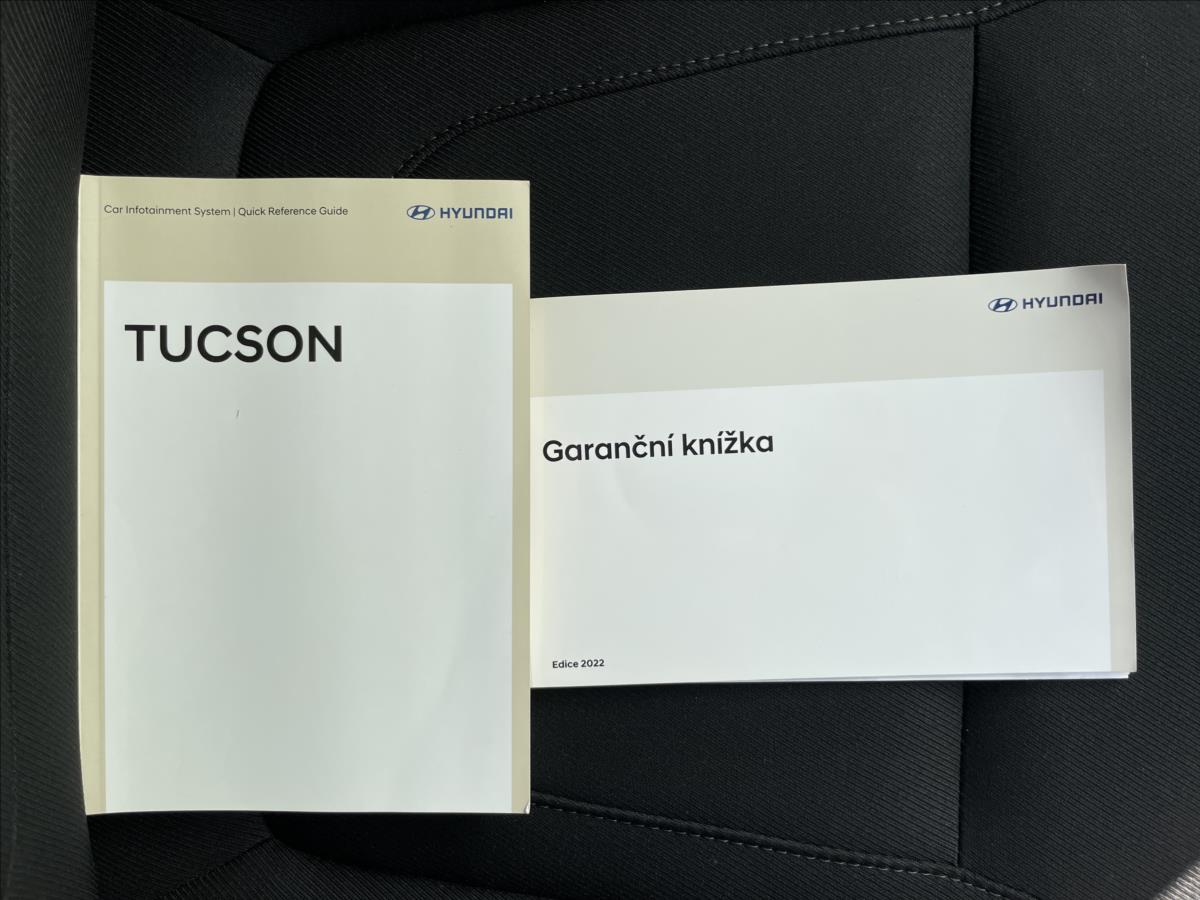 Car Infotainment System | Quick Reference Guide
HYUNDAI
TUCSON
HYUNDAI
Garanční knížka
Edice 2022